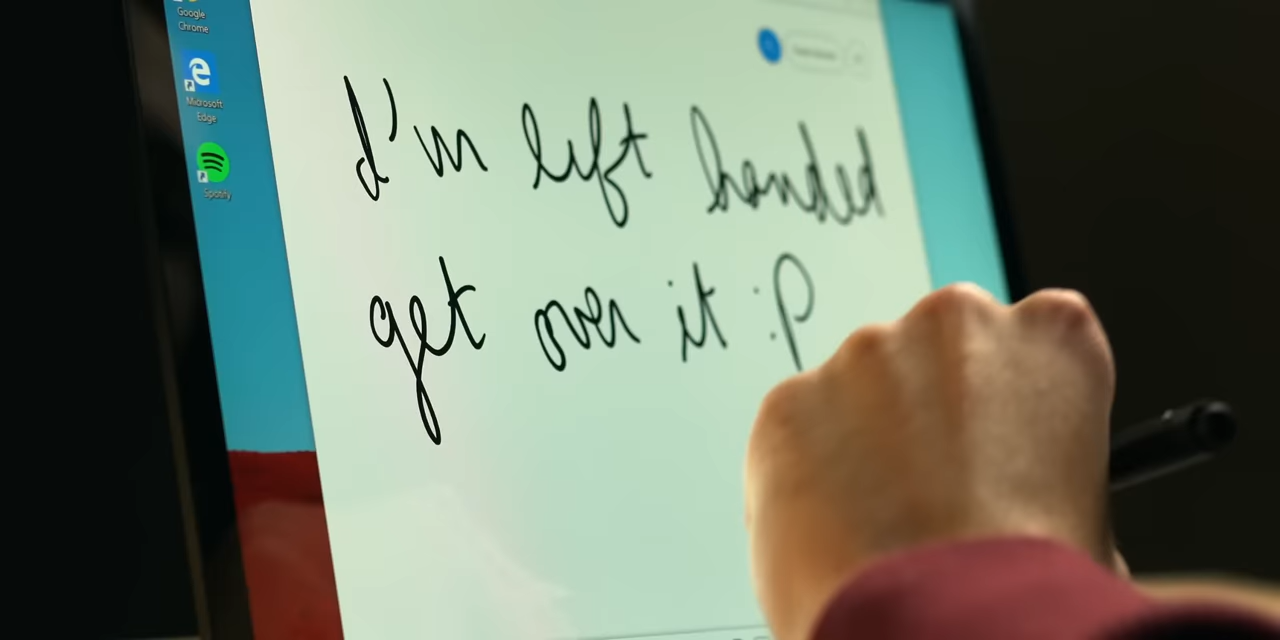 Google
Chrome
Microsoft
Edge
Spotify
I'm left handed
get over it :P